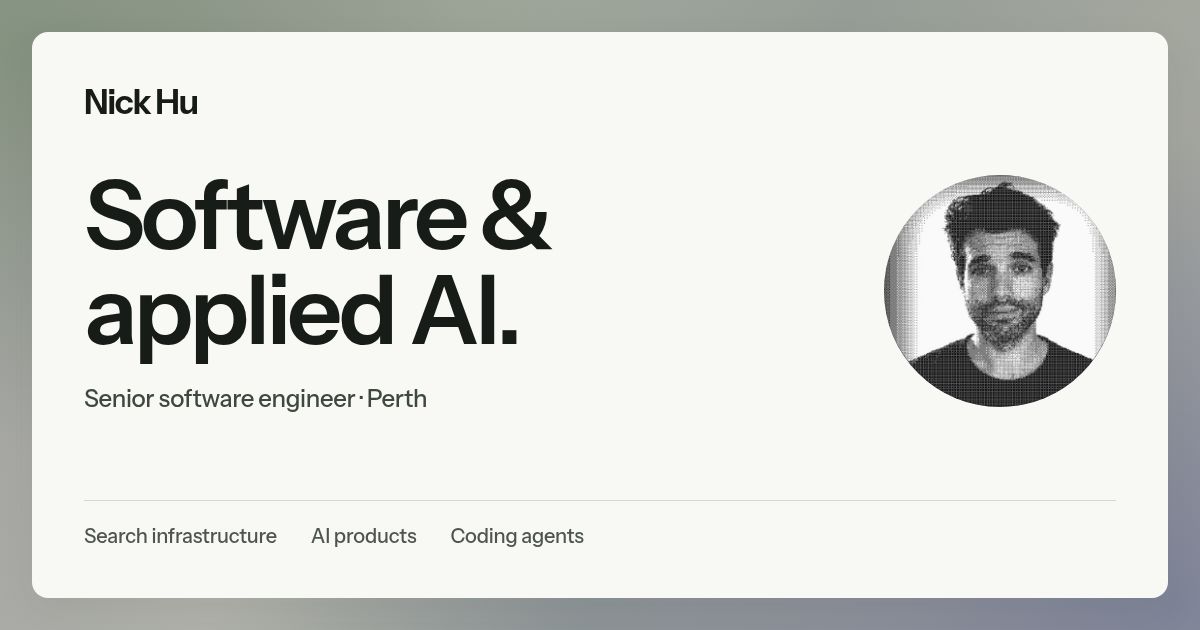 Nick Hu
Software &
applied AI.
Senior software engineer · Perth
Search infrastructure
AI products
Coding agents